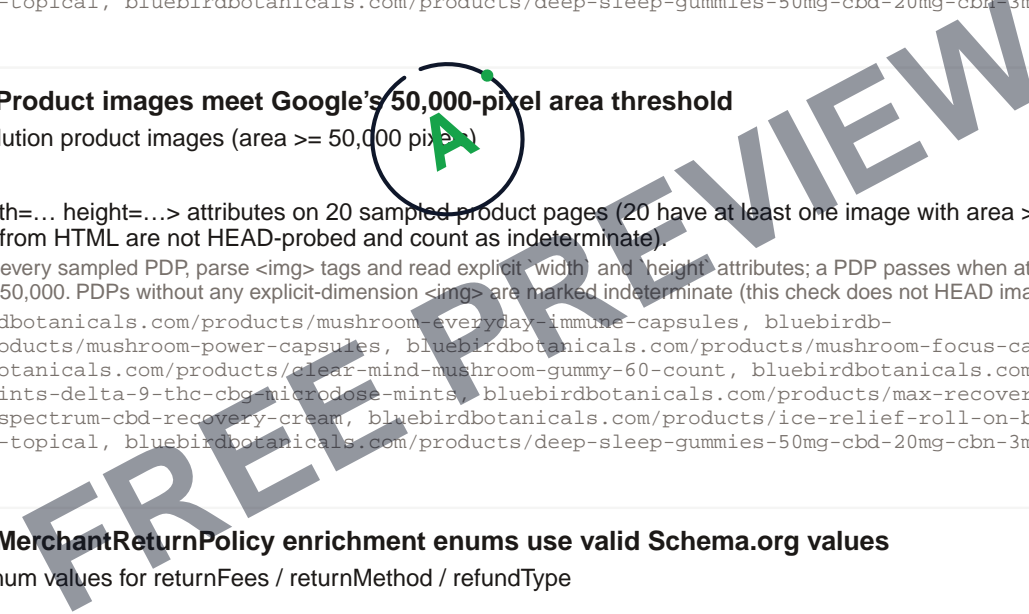 -topical, bluebirdbotanicals.com/products/deep-sleep-gummies-50mg-cbd-20mg-cbn-3m
Product images meet Google’s 50,000-pixel area threshold
lution product images (area >= 50,000 pixels)
A
th=… height=…> attributes on 20 sampled product pages (20 have at least one image with area >
from HTML are not HEAD-probed and count as indeterminate).
every sampled PDP, parse <img> tags and read explicit `width` and `height` attributes; a PDP passes when at
50,000. PDPs without any explicit-dimension <img> are marked indeterminate (this check does not HEAD ima
dbotanicals.com/products/mushroom-everyday-immune-capsules, bluebirdb-
oducts/mushroom-power-capsules, bluebirdbotanicals.com/products/mushroom-focus-ca
otanicals.com/products/clear-mind-mushroom-gummy-60-count, bluebirdbotanicals.com
ints-delta-9-thc-cbg-microdose-mints, bluebirdbotanicals.com/products/max-recover
spectrum-cbd-recovery-cream, bluebirdbotanicals.com/products/ice-relief-roll-on-b
-topical, bluebirdbotanicals.com/products/deep-sleep-gummies-50mg-cbd-20mg-cbn-3m
FREE PREVIEW
MerchantReturnPolicy enrichment enums use valid Schema.org values
num values for returnFees / returnMethod / refundType